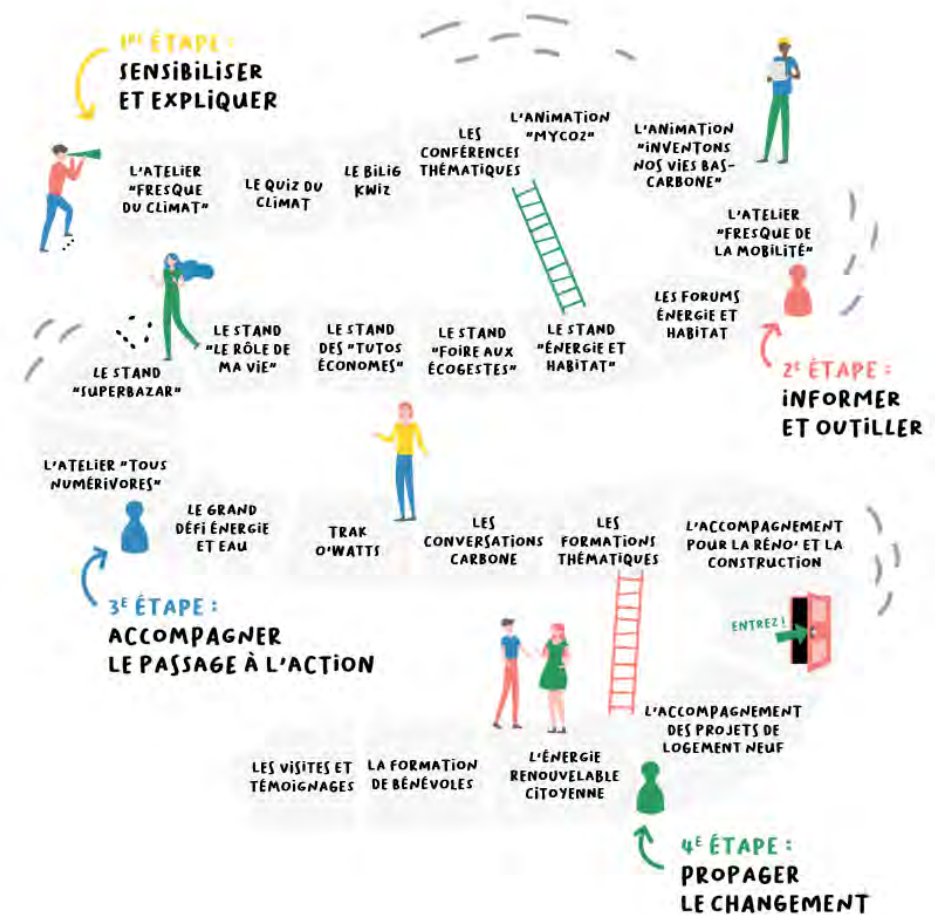 1RE ÉTAPE :
SENSIBILISER
ET EXPLIQUER
L'ATELIER
"FRESQUE
DU CLIMAT"
LE QUIZ DU
CLIMAT
LE BILIG
KWIZ
LES
CONFÉRENCES
THÉMATIQUES
L'ANIMATION
"MYCO2"
L'ANIMATION
"INVENTONS
NOS VIES BAS-
CARBONE"
L'ATELIER
"FRESQUE DE
LA MOBILITÉ"
2E ÉTAPE :
INFORMER
ET OUTILLER
LES FORUMS
ÉNERGIE ET
HABITAT
LE STAND
"ÉNERGIE ET
HABITAT"
LE STAND
"FOIRE AUX
ÉCOGESTES"
LE STAND
DES "TUTOS
ÉCONOMES"
LE STAND
"LE RÔLE DE
MA VIE"
LE STAND
"SUPERBAZAR"
L'ATELIER "TOUS
NUMÉRIVORES"
3E ÉTAPE :
ACCOMPAGNER
LE PASSAGE À L'ACTION
LE GRAND
DÉFI ÉNERGIE
ET EAU
TRAK
O'WATTS
LES
CONVERSATIONS
CARBONE
LES
FORMATIONS
THÉMATIQUES
L'ACCOMPAGNEMENT
POUR LA RÉNO' ET LA
CONSTRUCTION
ENTREZ !
L'ACCOMPAGNEMENT
DES PROJETS DE
LOGEMENT NEUF
4E ÉTAPE :
PROPAGER
LE CHANGEMENT
L'ÉNERGIE
RENOUVELABLE
CITOYENNE
LA FORMATION
DE BÉNÉVOLES
LES VISITES ET
TÉMOIGNAGES